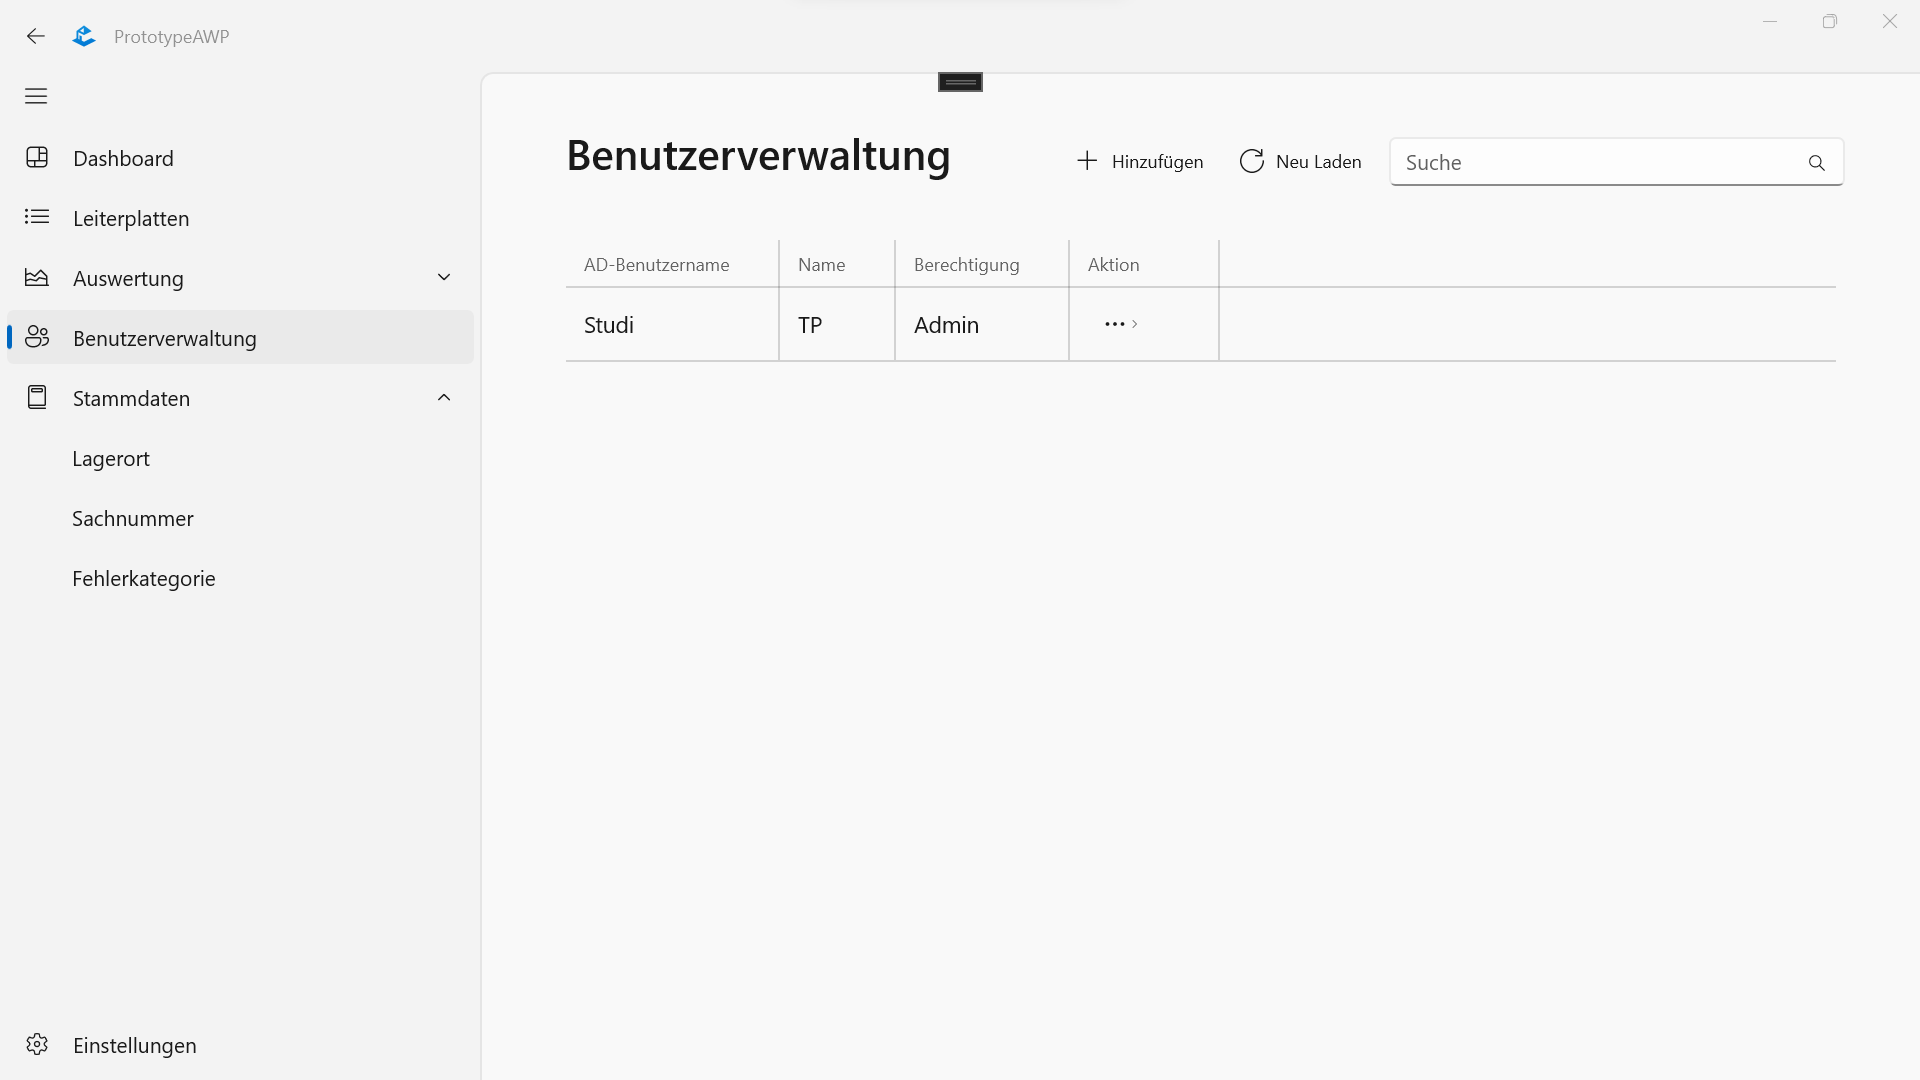 PrototypeAWP
Dashboard
Leiterplatten
Auswertung
Benutzerverwaltung
Stammdaten
Lagerort
Sachnummer
Fehlerkategorie
Einstellungen
Benutzerverwaltung
Hinzufügen
Neu Laden
Suche
AD-Benutzername Name Berechtigung Aktion
Studi TP Admin